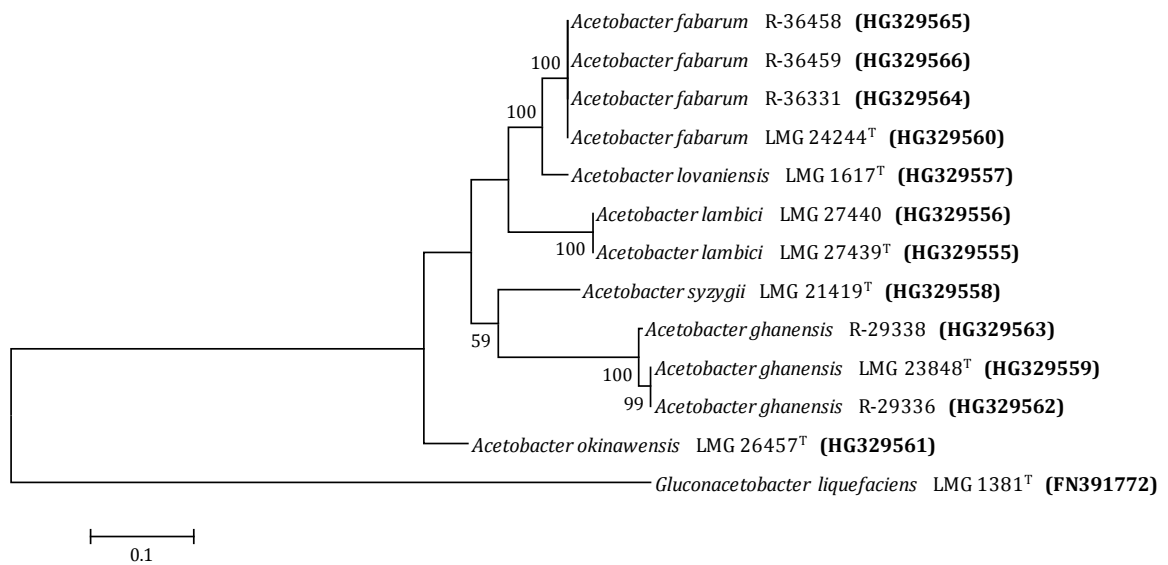 Acetobacter fabarum R-36458 (HG329565)
100
Acetobacter fabarum R-36459 (HG329566)
Acetobacter fabarum R-36331 (HG329564)
100
Acetobacter fabarum LMG 24244T (HG329560)
Acetobacter lovaniensis LMG 1617T (HG329557)
Acetobacter lambici LMG 27440 (HG329556)
100
Acetobacter lambici LMG 27439T (HG329555)
Acetobacter syzygii LMG 21419T (HG329558)
Acetobacter ghanensis R-29338 (HG329563)
59
Acetobacter ghanensis LMG 23848T (HG329559)
100
99
Acetobacter ghanensis R-29336 (HG329562)
Acetobacter okinawensis LMG 26457T (HG329561)
Gluconacetobacter liquefaciens LMG 1381T (FN391772)
0.1